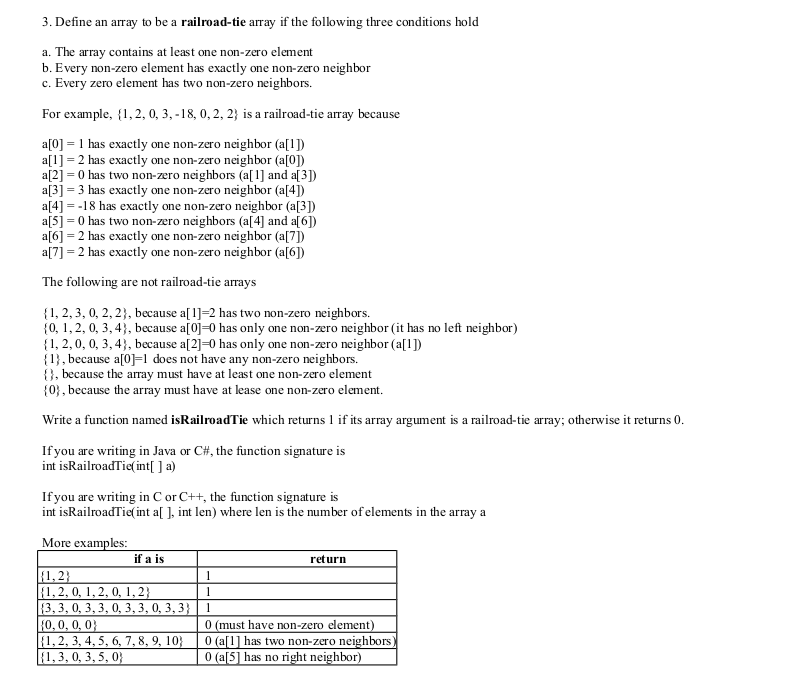 3. Define an array to be a railroad-tie array if the following three conditions hold
a. The array contains at least one non-zero element
b. Every non-zero element has exactly one non-zero neighbor
c. Every zero element has two non-zero neighbors.
For example, {1, 2, 0, 3, -18, 0, 2, 2} is a railroad-tie array because
a[0] = 1 has exactly one non-zero neighbor (a[1])
a[1] = 2 has exactly one non-zero neighbor (a[0])
a[2] = 0 has two non-zero neighbors (a[1] and a[3])
a[3] = 3 has exactly one non-zero neighbor (a[4])
a[4] = -18 has exactly one non-zero neighbor (a[3])
a[5] = 0 has two non-zero neighbors (a[4] and a[6])
a[6] = 2 has exactly one non-zero neighbor (a[7])
a[7] = 2 has exactly one non-zero neighbor (a[6])
The following are not railroad-tie arrays
{1, 2, 3, 0, 2, 2}, because a[1]=2 has two non-zero neighbors.
{0, 1, 2, 0, 3, 4}, because a[0]=0 has only one non-zero neighbor (it has no left neighbor)
{1, 2, 0, 0, 3, 4}, because a[2]=0 has only one non-zero neighbor (a[1])
{1}, because a[0]=1 does not have any non-zero neighbors.
{}, because the array must have at least one non-zero element
{0}, because the array must have at lease one non-zero element.
Write a function named isRailroadTie which returns 1 if its array argument is a railroad-tie array; otherwise it returns 0.
If you are writing in Java or C#, the function signature is
int isRailroadTie(int[ ] a)
If you are writing in C or C++, the function signature is
int isRailroadTie(int a[ ], int len) where len is the number of elements in the array a
More examples:
if a is return
{1, 2} 1
{1, 2, 0, 1, 2, 0, 1, 2} 1
{3, 3, 0, 3, 3, 0, 3, 3, 0, 3, 3} 1
{0, 0, 0, 0} 0 (must have non-zero element)
{1, 2, 3, 4, 5, 6, 7, 8, 9, 10} 0 (a[1] has two non-zero neighbors)
{1, 3, 0, 3, 5, 0} 0 (a[5] has no right neighbor)